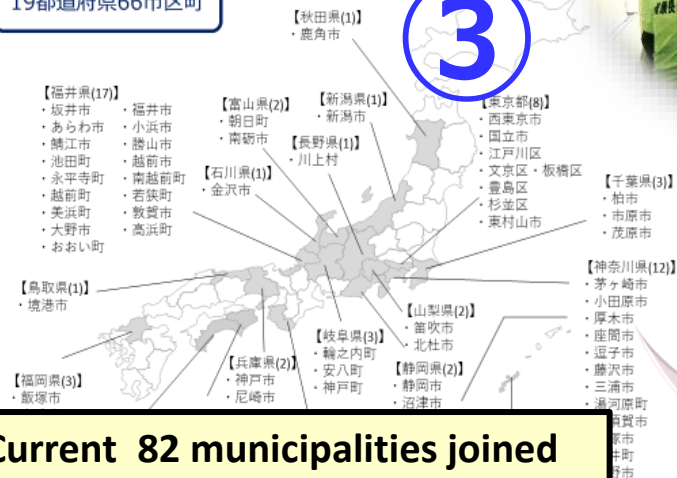 19都道府県66市区町
3
【秋田県(1)】
・鹿角市
【福井県(17)】
・坂井市 ・福井市
・あらわ市 ・小浜市
・鯖江市 ・勝山市
・池田町 ・越前市
・永平寺町 ・南越前町
・越前町 ・若狭町
・美浜町 ・敦賀市
・大野市 ・高浜町
・おおい町
【富山県(2)】
・朝日町
・南砺市
【新潟県(1)】
・新潟市
【長野県(1)】
・川上村
【石川県(1)】
・金沢市
【東京都(8)】
・西東京市
・国立市
・江戸川区
・文京区・板橋区
・豊島区
・杉並区
・東村山市
【千葉県(3)】
・柏市
・市原市
・茂原市
【神奈川県(12)】
・茅ヶ崎市
・小田原市
・厚木市
・座間市
・逗子市
・藤沢市
・三浦市
・湯河原町
須賀市
塚市
井町
野市
【鳥取県(1)】
・境港市
【山梨県(2)】
・笛吹市
・北杜市
【岐阜県(3)】
・輪之内町
・安八町
・神戸町
【静岡県(2)】
・静岡市
・沼津市
【兵庫県(2)】
・神戸市
・尼崎市
【福岡県(3)】
・飯塚市
Current 82 municipalities joined